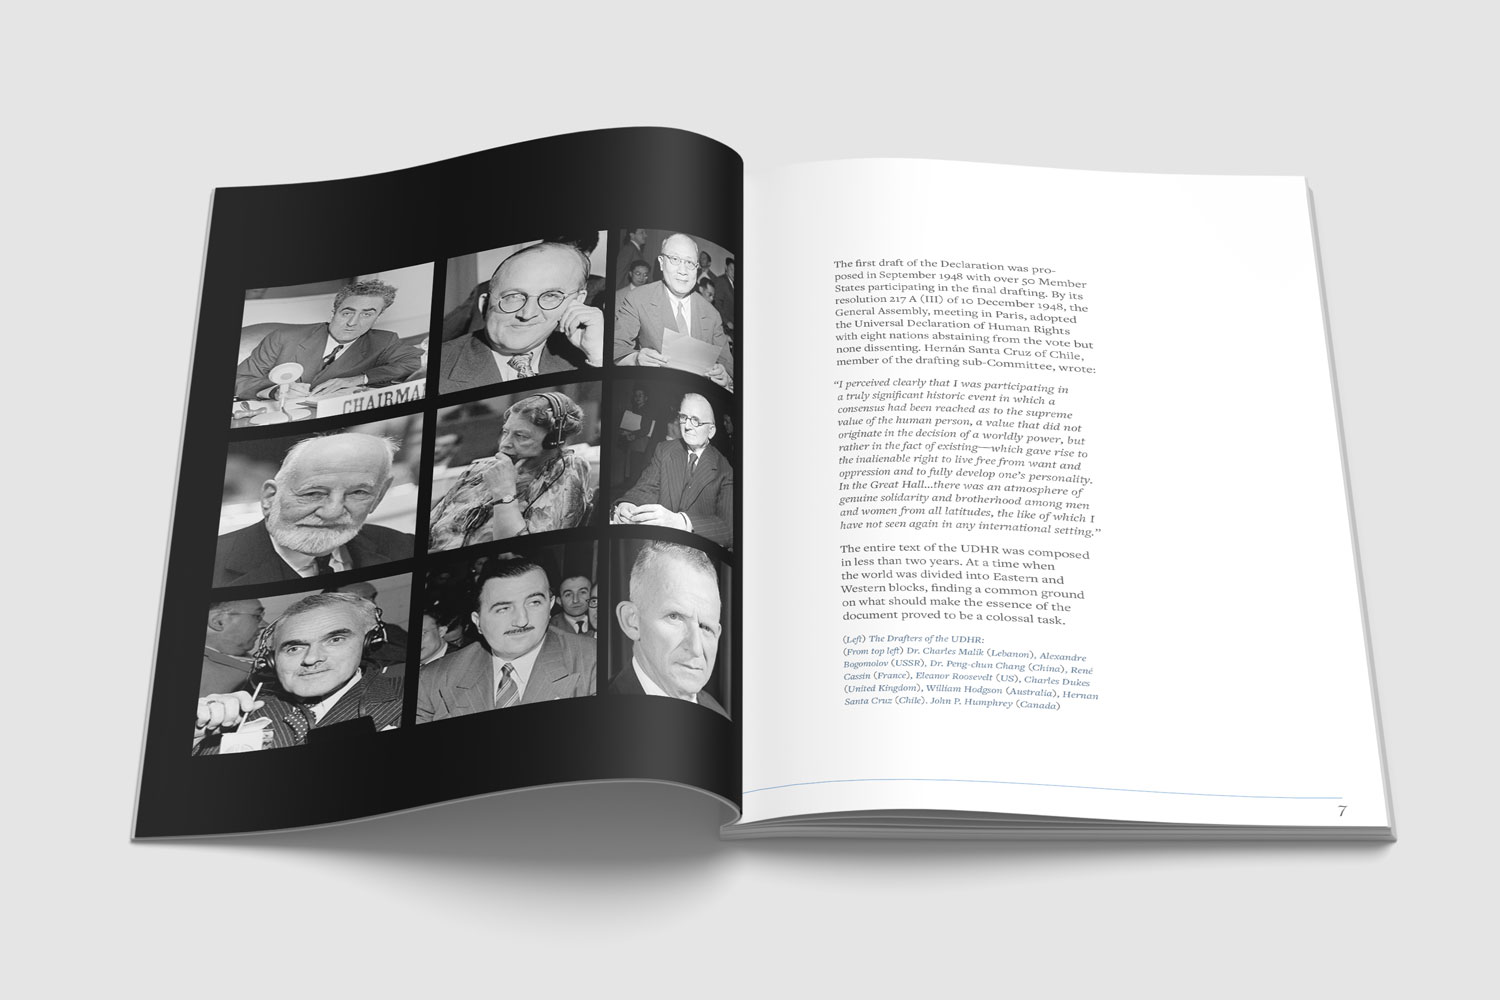 CHAIRMA
The first draft of the Declaration was pro-
posed in September 1948 with over 50 Member
States participating in the final drafting. By its
resolution 217 A (III) of 10 December 1948, the
General Assembly, meeting in Paris, adopted
the Universal Declaration of Human Rights
with eight nations abstaining from the vote but
none dissenting. Hernán Santa Cruz of Chile,
member of the drafting sub-Committee, wrote:
“I perceived clearly that I was participating in
a truly significant historic event in which a
consensus had been reached as to the supreme
value of the human person, a value that did not
originate in the decision of a worldly power, but
rather in the fact of existing—which gave rise to
the inalienable right to live free from want and
oppression and to fully develop one’s personality.
In the Great Hall...there was an atmosphere of
genuine solidarity and brotherhood among men
and women from all latitudes, the like of which I
have not seen again in any international setting.”
The entire text of the UDHR was composed
in less than two years. At a time when
the world was divided into Eastern and
Western blocks, finding a common ground
on what should make the essence of the
document proved to be a colossal task.
(Left) The Drafters of the UDHR:
(From top left) Dr. Charles Malik (Lebanon), Alexandre
Bogomolov (USSR), Dr. Peng-chun Chang (China), René
Cassin (France), Eleanor Roosevelt (US), Charles Dukes
(United Kingdom), William Hodgson (Australia), Hernan
Santa Cruz (Chile). John P. Humphrey (Canada)
7